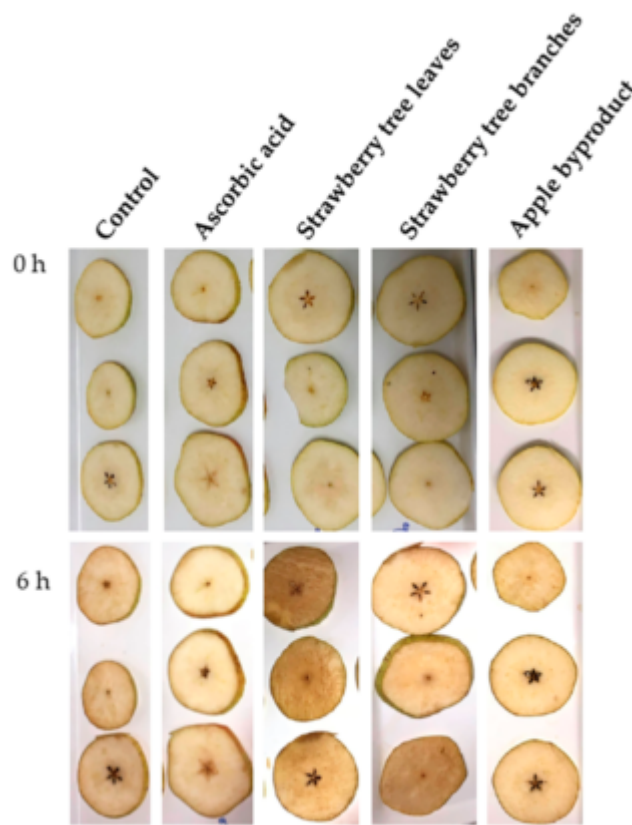 Control
Ascorbic acid
Strawberry tree leaves
Strawberry tree branches
Apple byproduct
0 h
6 h